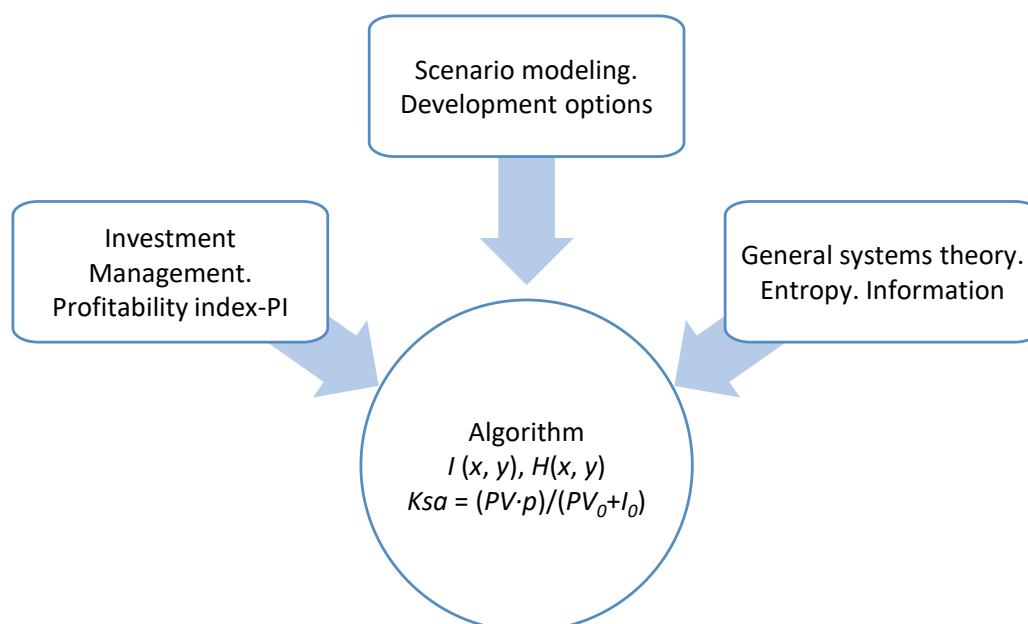 Scenario modeling.
Development options
Investment
Management.
Profitability index-PI
General systems theory.
Entropy. Information
Algorithm
I (x, y), H(x, y)
Ksa = (PV·p)/(PV₀+I₀)